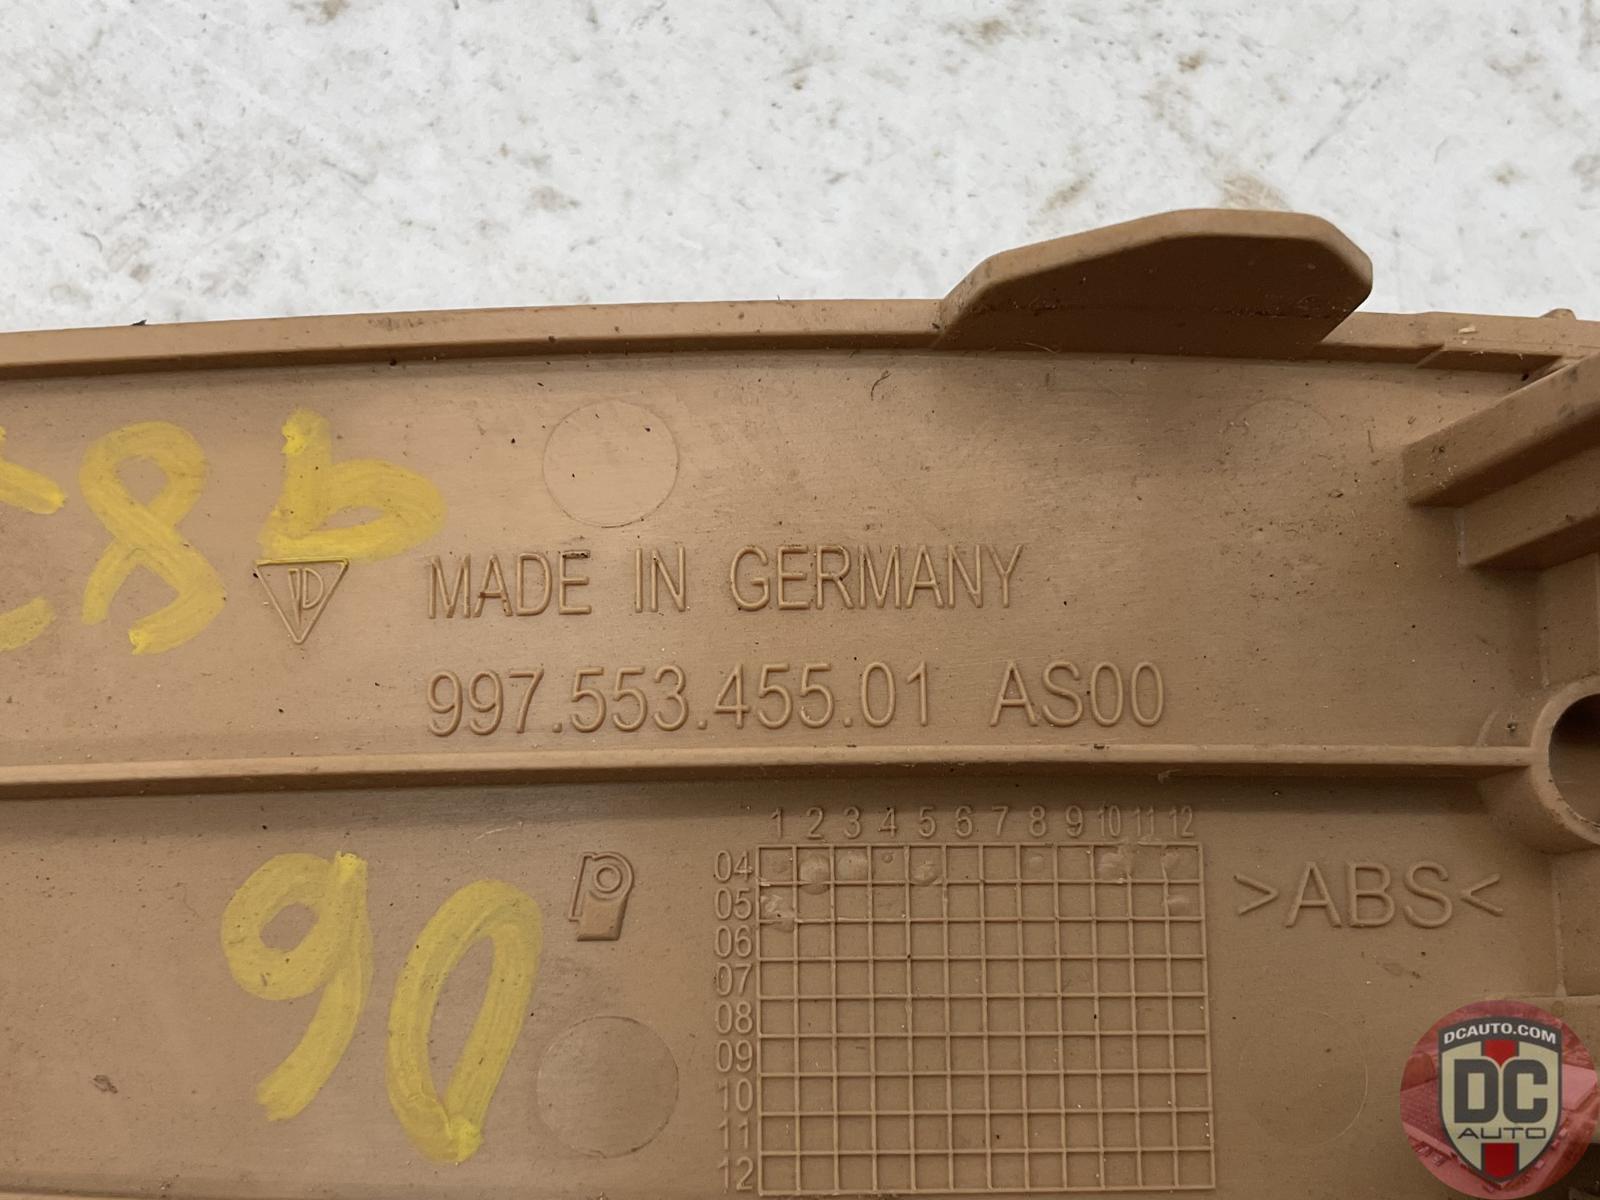 MADE IN GERMANY
997.553.455.01 AS00
1 2 3 4 5 6 7 8 9 10 11 12
04
05
06
07
08
09
10
11
12
>ABS<
90
DCAUTO.COM
DC
AUTO